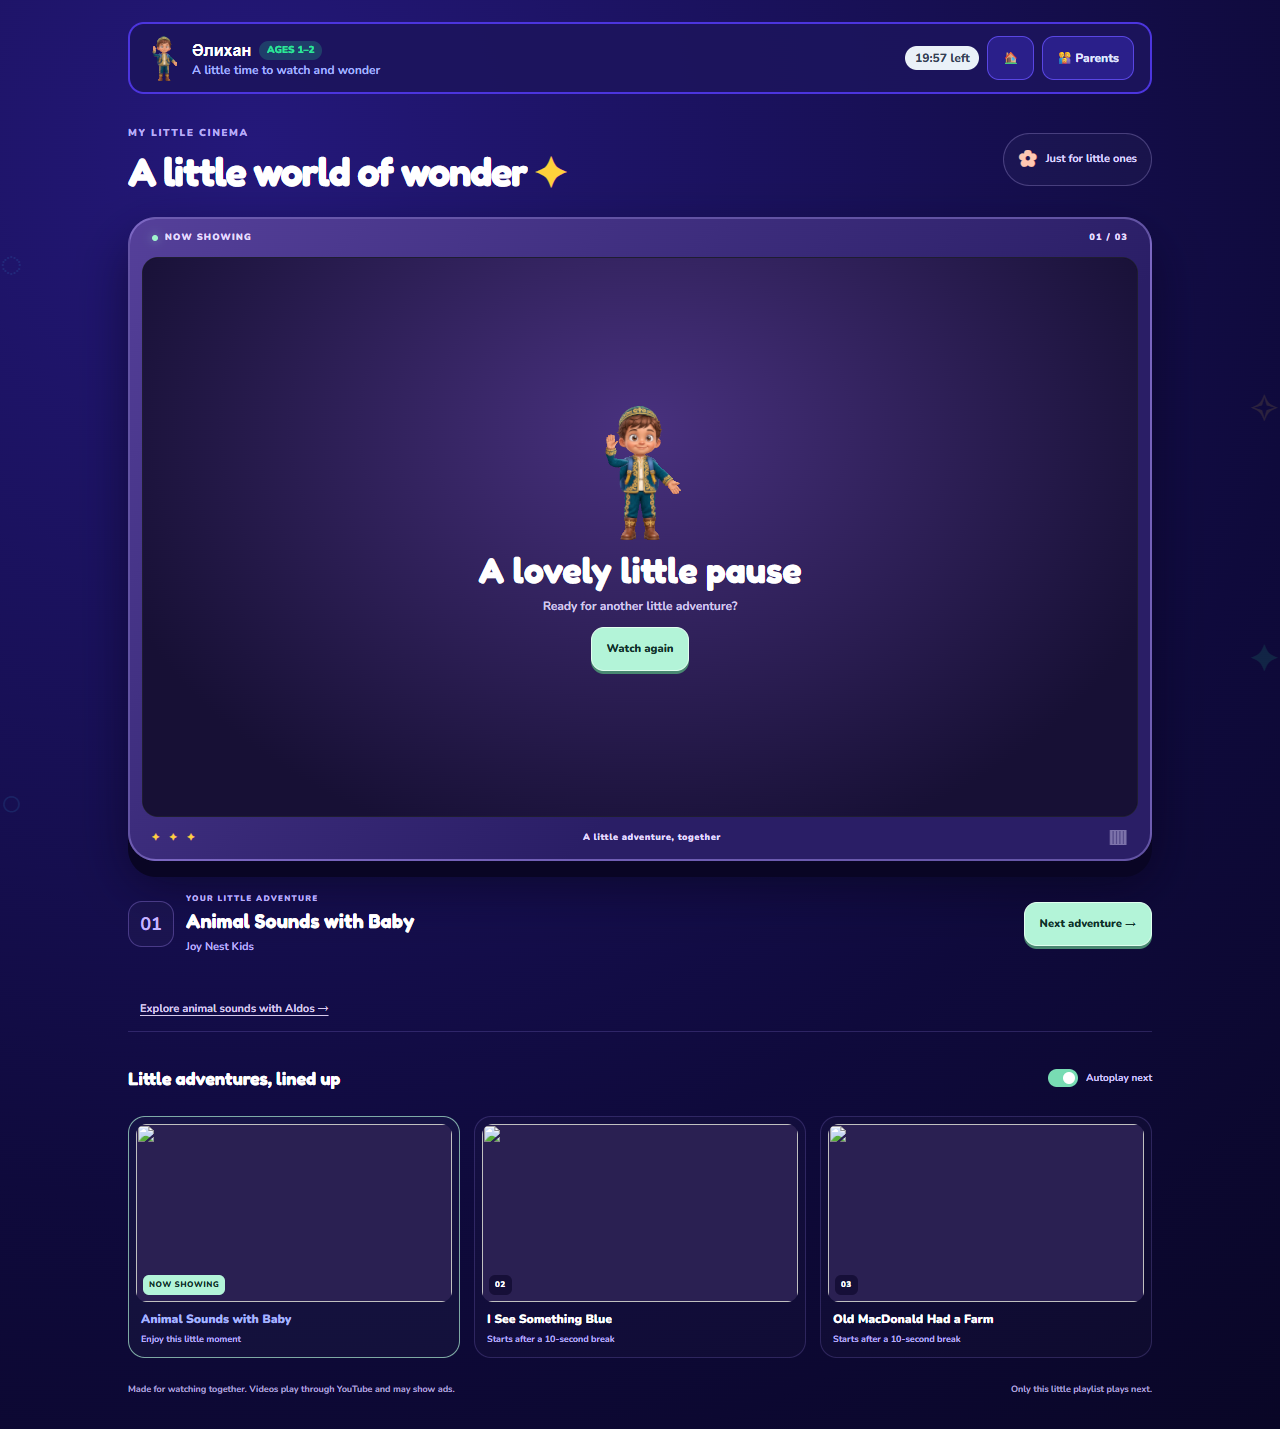 Әлихан AGES 1–2
A little time to watch and wonder
19:57 left
Parents
MY LITTLE CINEMA
A little world of wonder
Just for little ones
NOW SHOWING
01 / 03
A lovely little pause
Ready for another little adventure?
Watch again
A little adventure, together
01
YOUR LITTLE ADVENTURE
Animal Sounds with Baby
Joy Nest Kids
Next adventure →
Explore animal sounds with AIdos →
Little adventures, lined up
Autoplay next
NOW SHOWING
Animal Sounds with Baby
Enjoy this little moment
02
I See Something Blue
Starts after a 10-second break
03
Old MacDonald Had a Farm
Starts after a 10-second break
Made for watching together. Videos play through YouTube and may show ads.
Only this little playlist plays next.